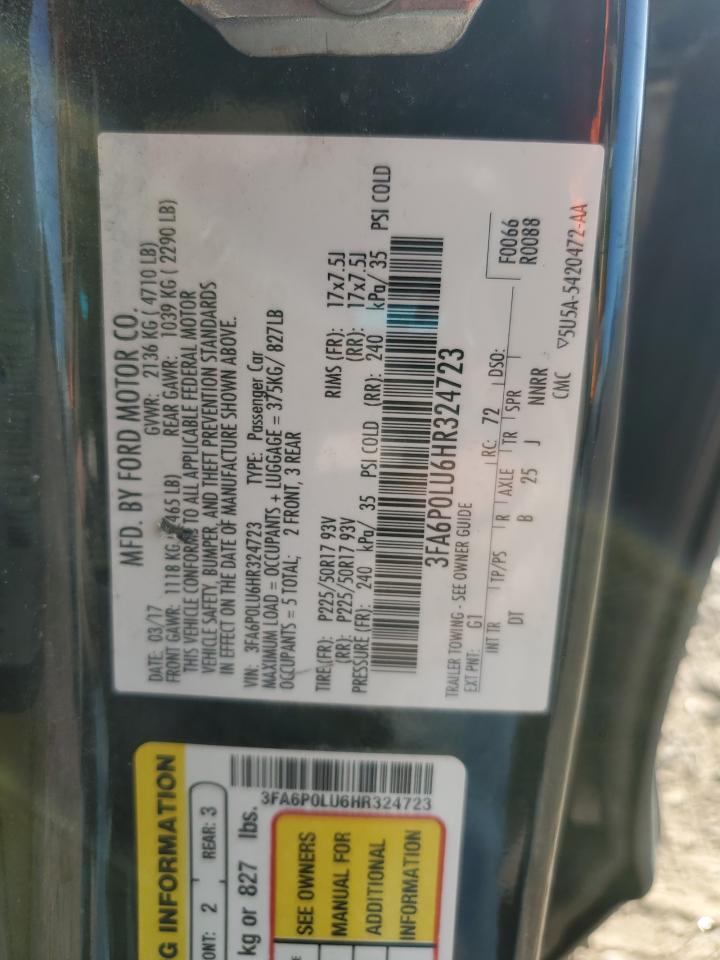 MFD. BY FORD MOTOR CO.
DATE: 03/17 GVWR: 2136 KG ( 4710 LB)
FRONT GAWR: 1118 KG 465 LB) REAR GAWR: 1039 KG ( 2290 LB)
THIS VEHICLE CONFORMS TO ALL APPLICABLE FEDERAL MOTOR
VEHICLE SAFETY, BUMPER, AND THEFT PREVENTION STANDARDS
IN EFFECT ON THE DATE OF MANUFACTURE SHOWN ABOVE.
VIN: 3FA6P0LU6HR324723 TYPE: Passenger Car
MAXIMUM LOAD = OCCUPANTS + LUGGAGE = 375KG/ 827LB
OCCUPANTS = 5 TOTAL; 2 FRONT, 3 REAR
TIRE(FR): P225/50R17 93V RIMS (FR): 17x7.5J
(RR): P225/50R17 93V (RR): 17x7.5J
PRESSURE (FR): 240 kPa/ 35 PSI COLD (RR): 240 kPa/ 35 PSI COLD
3FA6P0LU6HR324723
TRAILER TOWING - SEE OWNER GUIDE
EXT PNT: G1 RC: 72 DSO: F0066
R0088
INT TR TP/PS R AXLE TR SPR
DT B 25 J NNRR
CMC ▽5U5A-5420472-AA
G INFORMATION
ONT: 2 REAR: 3
kg or 827 lbs.
3FA6P0LU6HR324723
SEE OWNERS
MANUAL FOR
ADDITIONAL
INFORMATION